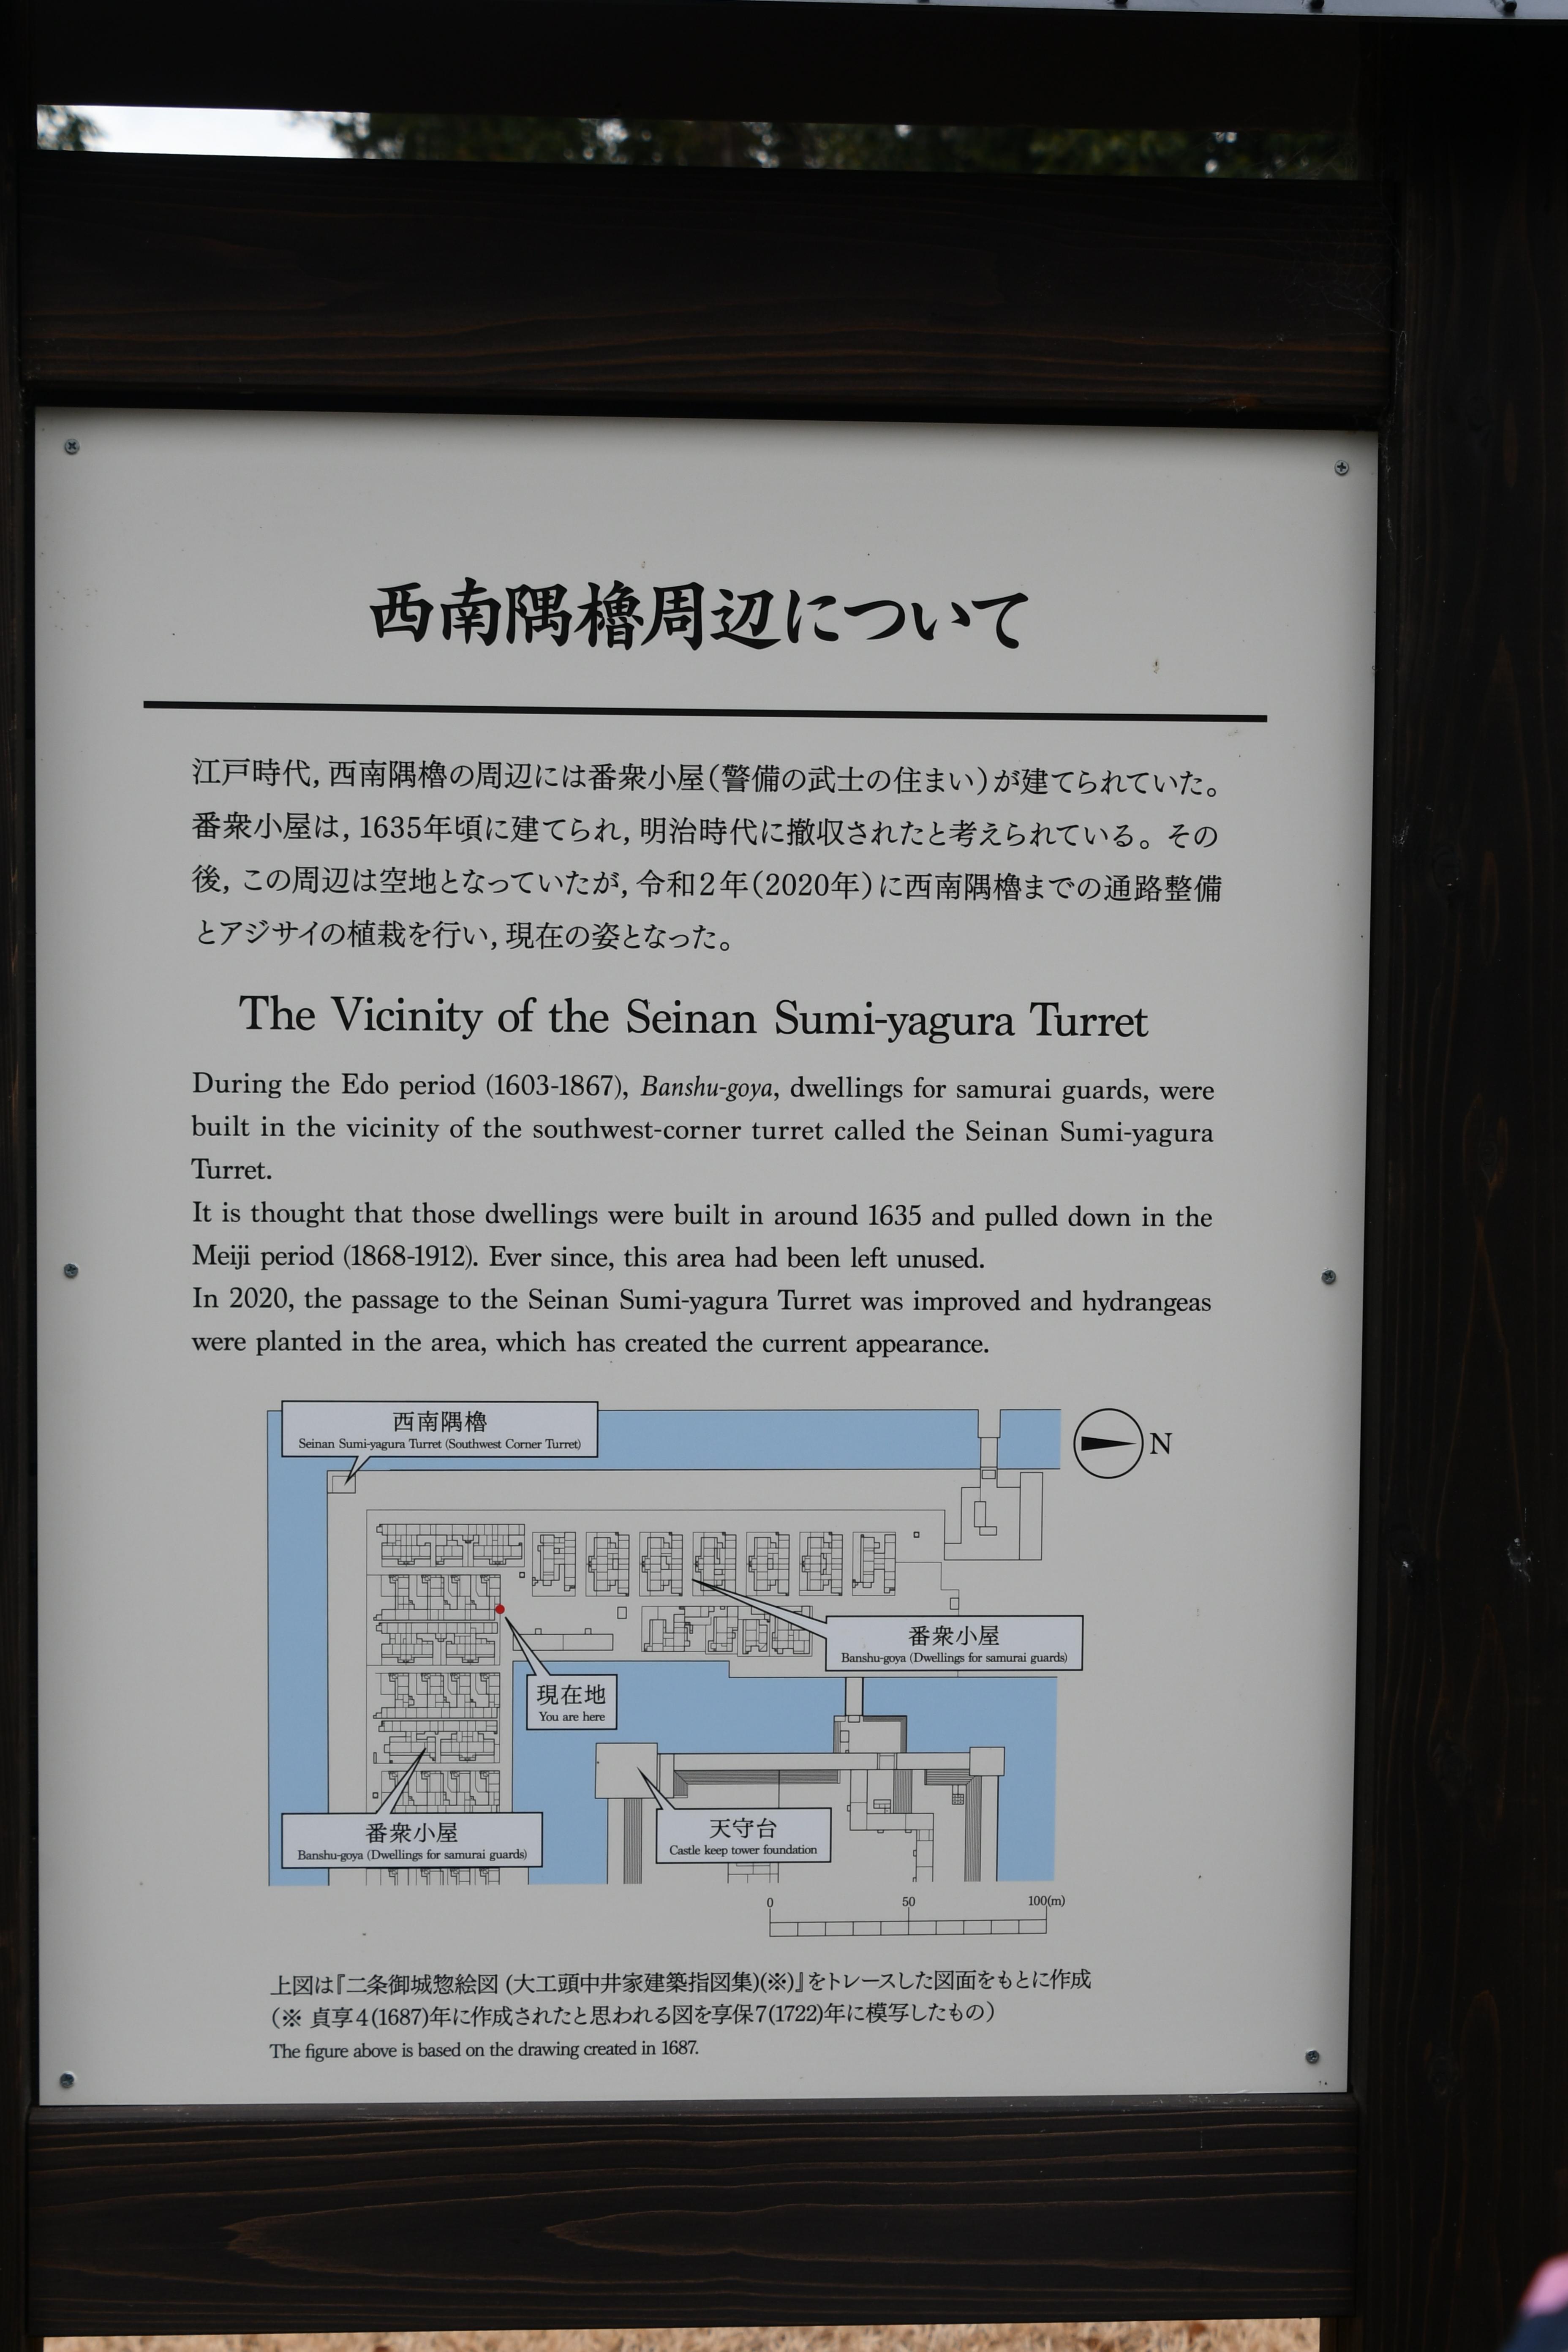 西南隅櫓周辺について
江戸時代，西南隅櫓の周辺には番衆小屋（警備の武士の住まい）が建てられていた。
番衆小屋は，1635年頃に建てられ，明治時代に撤収されたと考えられている。その
後，この周辺は空地となっていたが，令和2年（2020年）に西南隅櫓までの通路整備
とアジサイの植栽を行い，現在の姿となった。
The Vicinity of the Seinan Sumi-yagura Turret
During the Edo period (1603-1867), Banshu-goya, dwellings for samurai guards, were
built in the vicinity of the southwest-corner turret called the Seinan Sumi-yagura
Turret.
It is thought that those dwellings were built in around 1635 and pulled down in the
Meiji period (1868-1912). Ever since, this area had been left unused.
In 2020, the passage to the Seinan Sumi-yagura Turret was improved and hydrangeas
were planted in the area, which has created the current appearance.
西南隅櫓
Seinan Sumi-yagura Turret (Southwest Corner Turret)
N
番衆小屋
Banshu-goya (Dwellings for samurai guards)
現在地
You are here
番衆小屋
Banshu-goya (Dwellings for samurai guards)
天守台
Castle keep tower foundation
0 50 100(m)
上図は『二条御城惣絵図 (大工頭中井家建築指図集)(※)』をトレースした図面をもとに作成
（※ 貞享4(1687)年に作成されたと思われる図を享保7(1722)年に模写したもの）
The figure above is based on the drawing created in 1687.